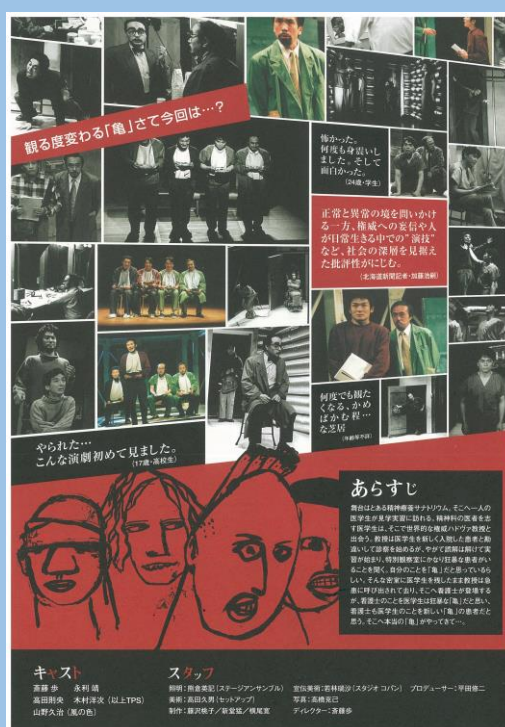 観る度変わる「亀」さて今回は…？
怖かった。
何度も身震いし
ました。そして
面白かった。
(24歳・学生)
正常と異常の境を問いかけ
る一方、権威への妄信や人
が日常生きる中での"演技"
など、社会の深層を見据え
た批評性がにじむ。
(北海道新聞記者・加藤浩嗣)
何度でも観た
くなる、かめ
ばかむ程…
な芝居
(年齢等不詳)
やられた…
こんな演劇初めて見ました。
(17歳・高校生)
あらすじ
舞台はとある精神療養サナトリウム。そこへ一人の
医学生が見学実習に訪れる。精神科の医者を志
す医学生は、そこで世界的な権威ハドヴァ教授と
出会う。教授は医学生を新しく入院した患者と勘
違いして診察を始めるが、やがて誤解は解けて実
習が始まり、特別観察室にかなり狂暴な患者がい
ることを聞く。自分のことを「亀」だと思っているら
しい。そんな密室に医学生を残したまま教授は急
患に呼び出されて去り、そこへ看護士が登場する
が、看護士のことを医学生は狂暴な「亀」だと思い、
看護士も医学生のことを新しい「亀」の患者だと
思う。そこへ本当の「亀」がやってきて…。
キャスト
斎藤 歩 永利 靖
高田則央 木村洋次 (以上TPS)
山野久治 (風の色)
スタッフ
照明：熊倉英記 (ステージアンサンブル) 宣伝美術：若林瑞沙 (スタジオ コパン) プロデューサー：平田修二
美術：高田久男 (セットアップ) 写真：高橋克己
制作：藤沢桃子／新堂猛／横尾寛 ディレクター：斎藤歩